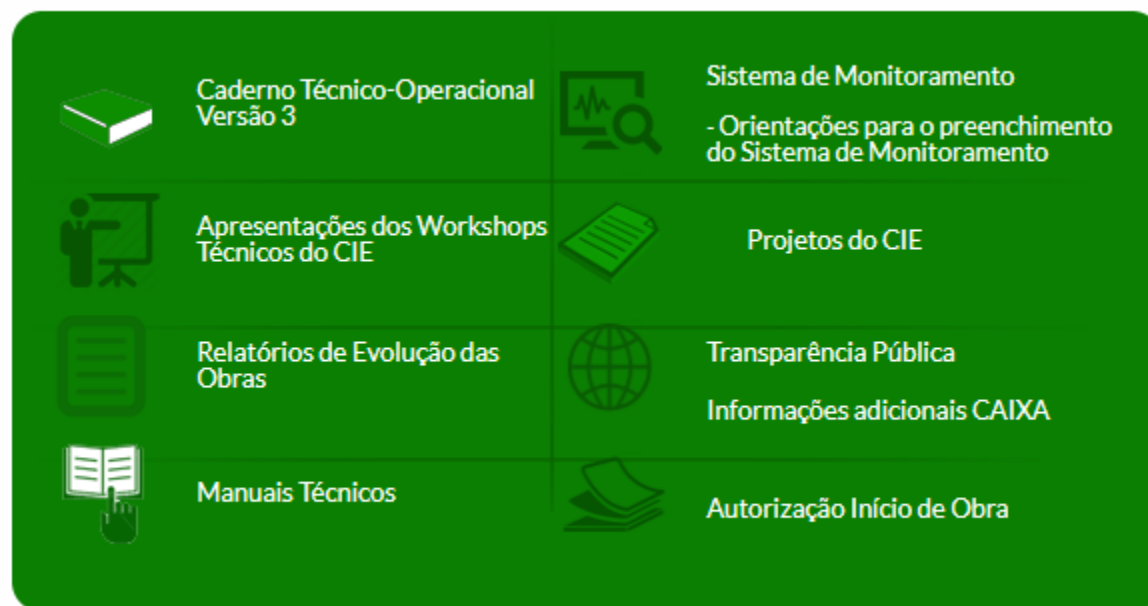 Caderno Técnico-Operacional
Versão 3
Sistema de Monitoramento
- Orientações para o preenchimento
do Sistema de Monitoramento
Apresentações dos Workshops
Técnicos do CIE
Projetos do CIE
Relatórios de Evolução das
Obras
Transparência Pública
Informações adicionais CAIXA
Manuais Técnicos
Autorização Início de Obra